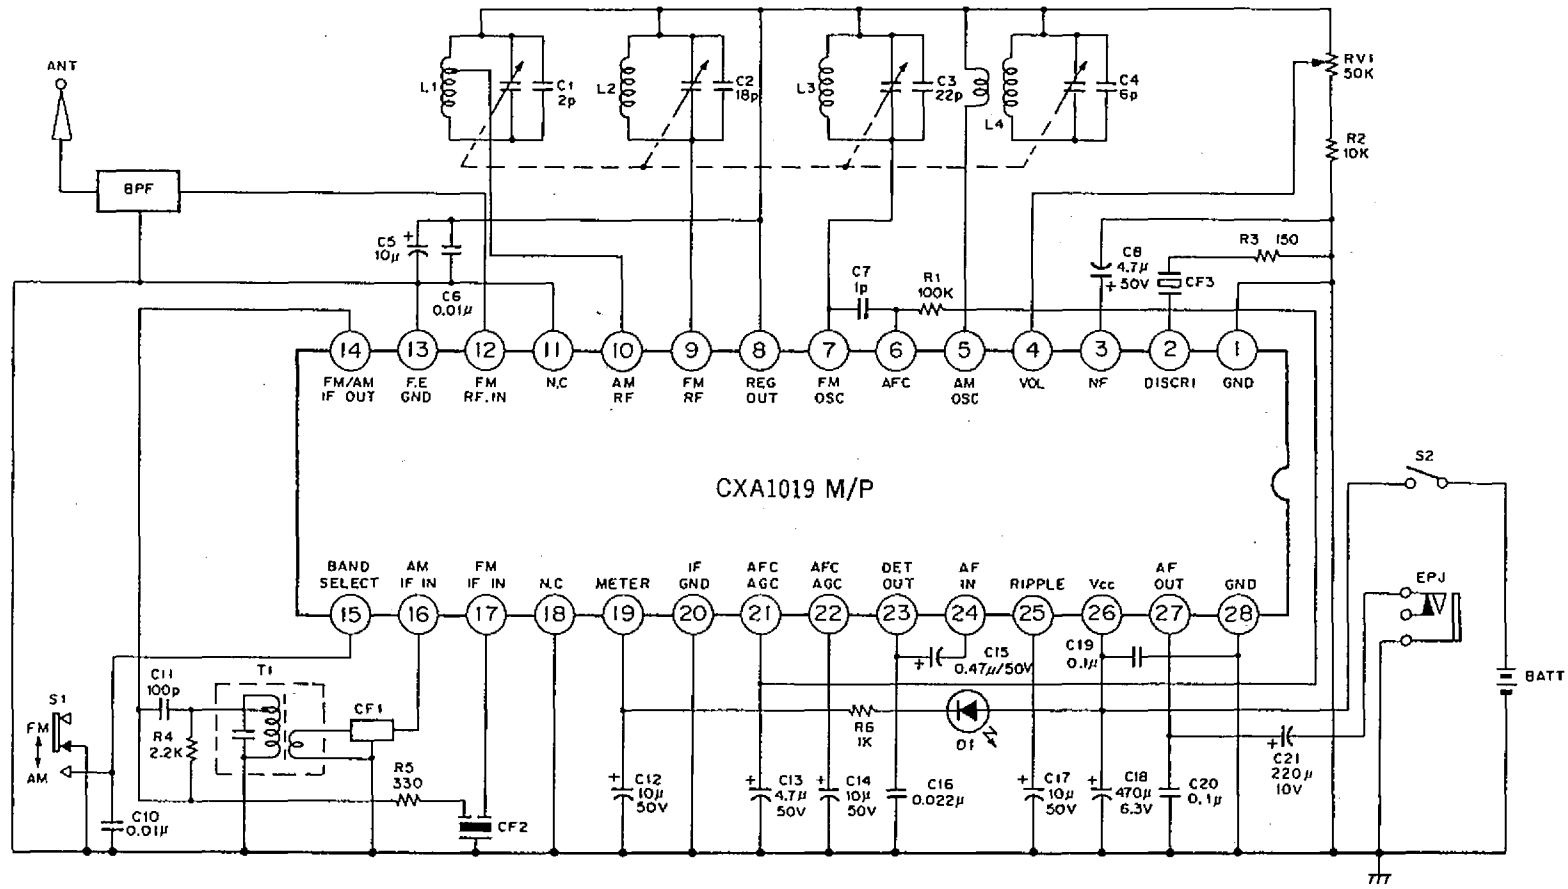 ANT
BPF
L1
C1
2p
L2
C2
18p
L3
C3
22p
L4
C4
6p
RV1
50K
R2
10K
C5
+
10μ
C6
0.01μ
C7
1p
R1
100K
C8
4.7μ
+ 50V
CF3
R3 150
14 13 12 11 10 9 8 7 6 5 4 3 2 1
FM/AM
IF OUT
F.E
GND
FM
RF.IN
N.C
AM
RF
FM
RF
REG
OUT
FM
OSC
AFC
AM
OSC
VOL
NF
DISCRI
GND
CXA1019 M/P
S2
BAND
SELECT
AM
IF IN
FM
IF IN
N.C
METER
IF
GND
AFC
AGC
AFC
AGC
DET
OUT
AF
IN
RIPPLE
Vcc
AF
OUT
GND
EPJ
15 16 17 18 19 20 21 22 23 24 25 26 27 28
BATT
C11
100p
T1
CF1
S1
FM
AM
R4
2.2K
R5
330
CF2
C10
0.01μ
+
C15
0.47μ/50V
C19
0.1μ
R6
1K
D1
+
C12
10μ
50V
+
C13
4.7μ
50V
+
C14
10μ
50V
C16
0.022μ
+
C17
10μ
50V
+
C18
470μ
6.3V
C20
0.1μ
+
C21
220μ
10V